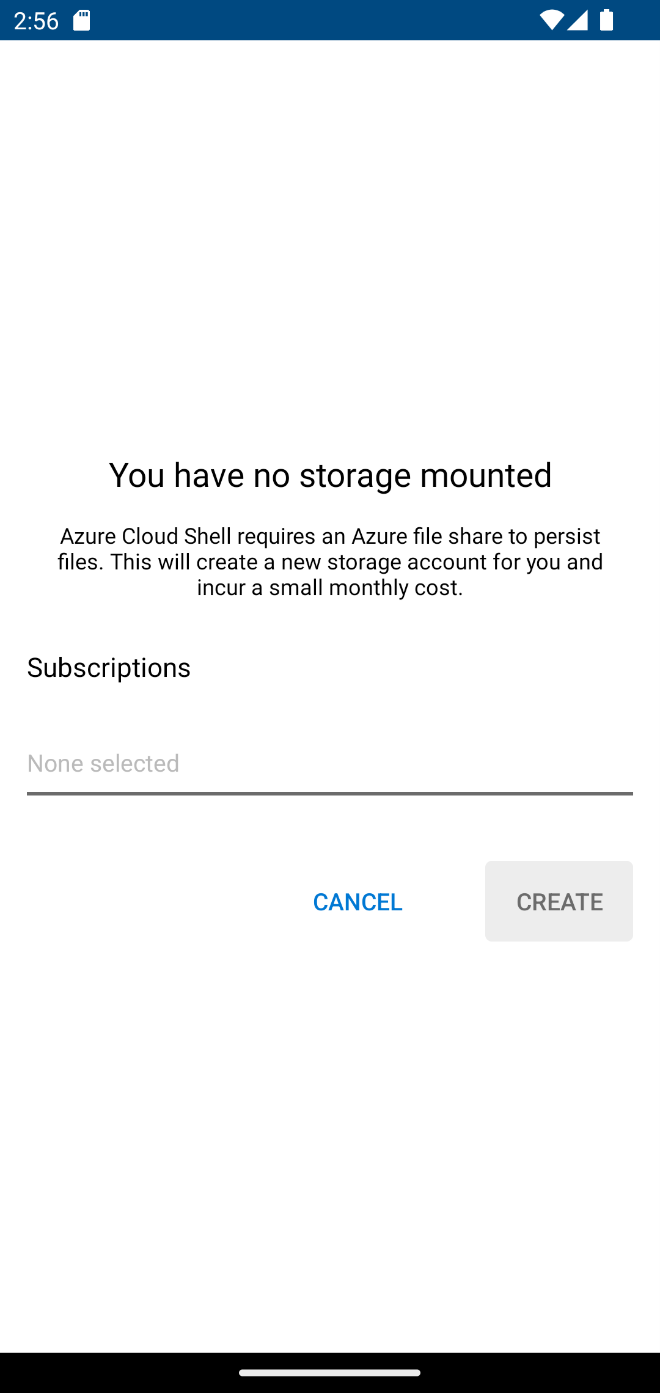 2:56
You have no storage mounted
Azure Cloud Shell requires an Azure file share to persist
files. This will create a new storage account for you and
incur a small monthly cost.
Subscriptions
None selected
CANCEL
CREATE